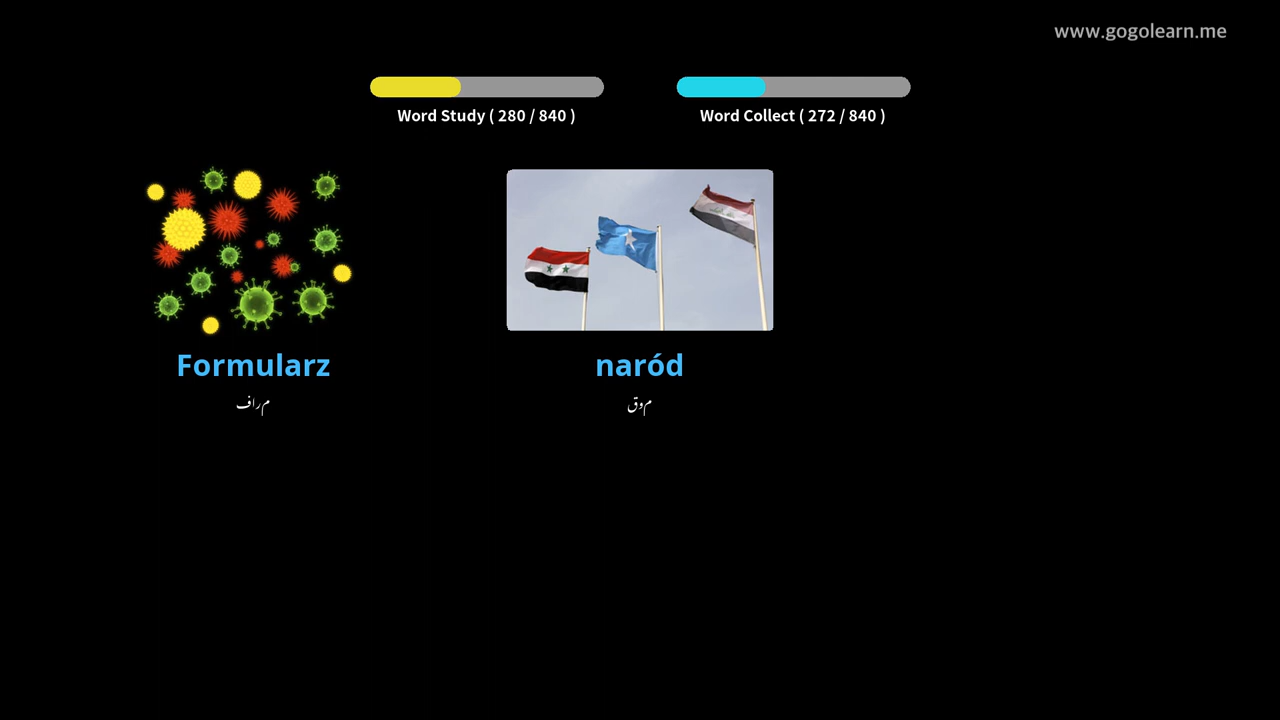 www.gogolearn.me
Word Study ( 280 / 840 )
Word Collect ( 272 / 840 )
Formularz
مراف
naród
موق